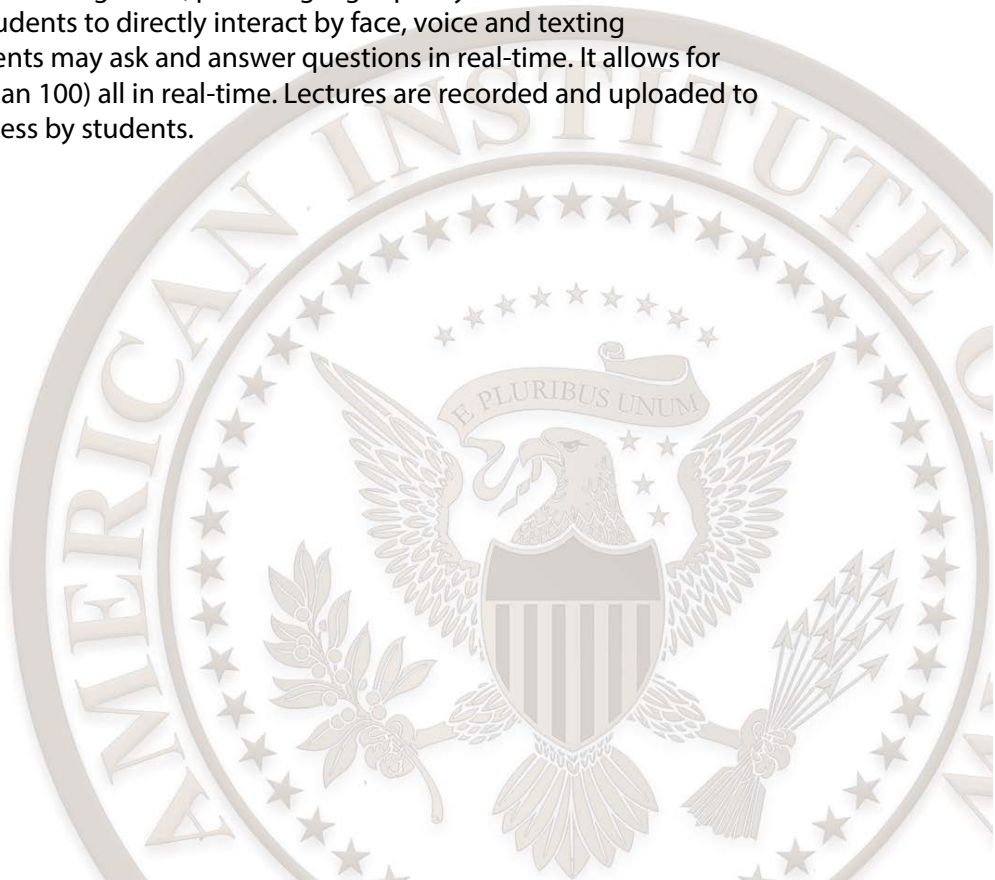 udents to directly interact by face, voice and texting
ents may ask and answer questions in real-time. It allows for
an 100) all in real-time. Lectures are recorded and uploaded to
ess by students.
AMERICAN INSTITUTE
E PLURIBUS UNUM